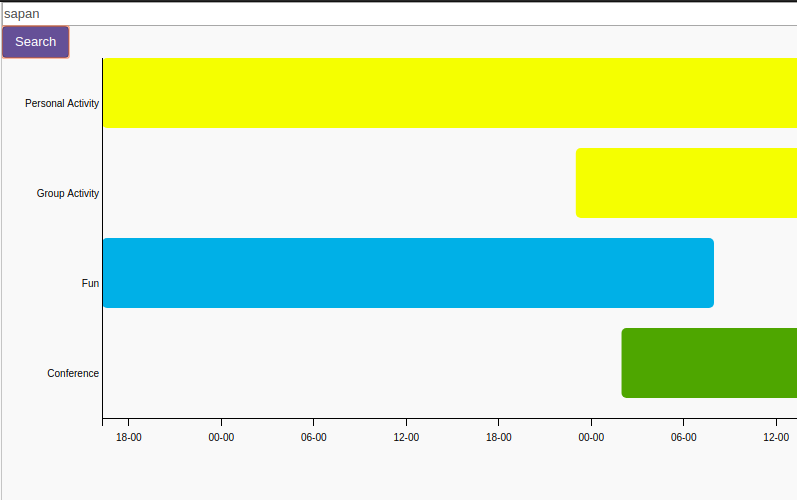 sapan
Search
Personal Activity
Group Activity
Fun
Conference
18-00 00-00 06-00 12-00 18-00 00-00 06-00 12-00